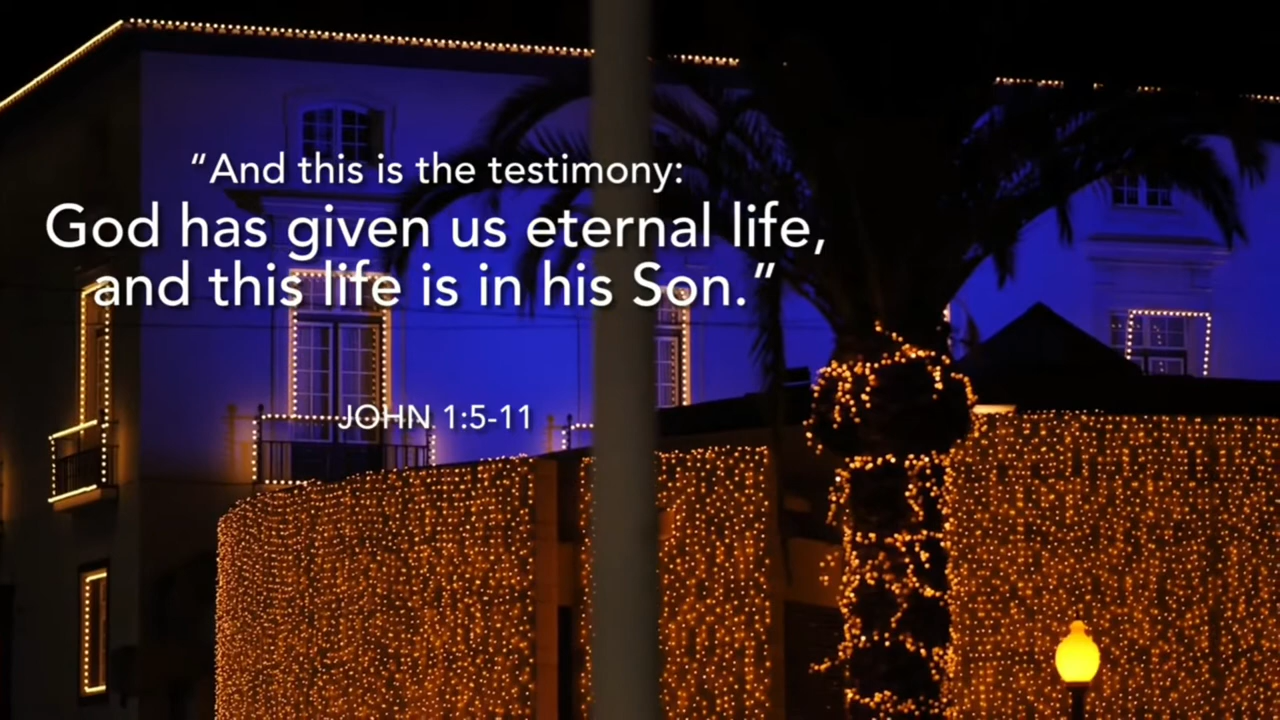 “And this is the testimony:
God has given us eternal life,
and this life is in his Son.”
JOHN 1:5-11